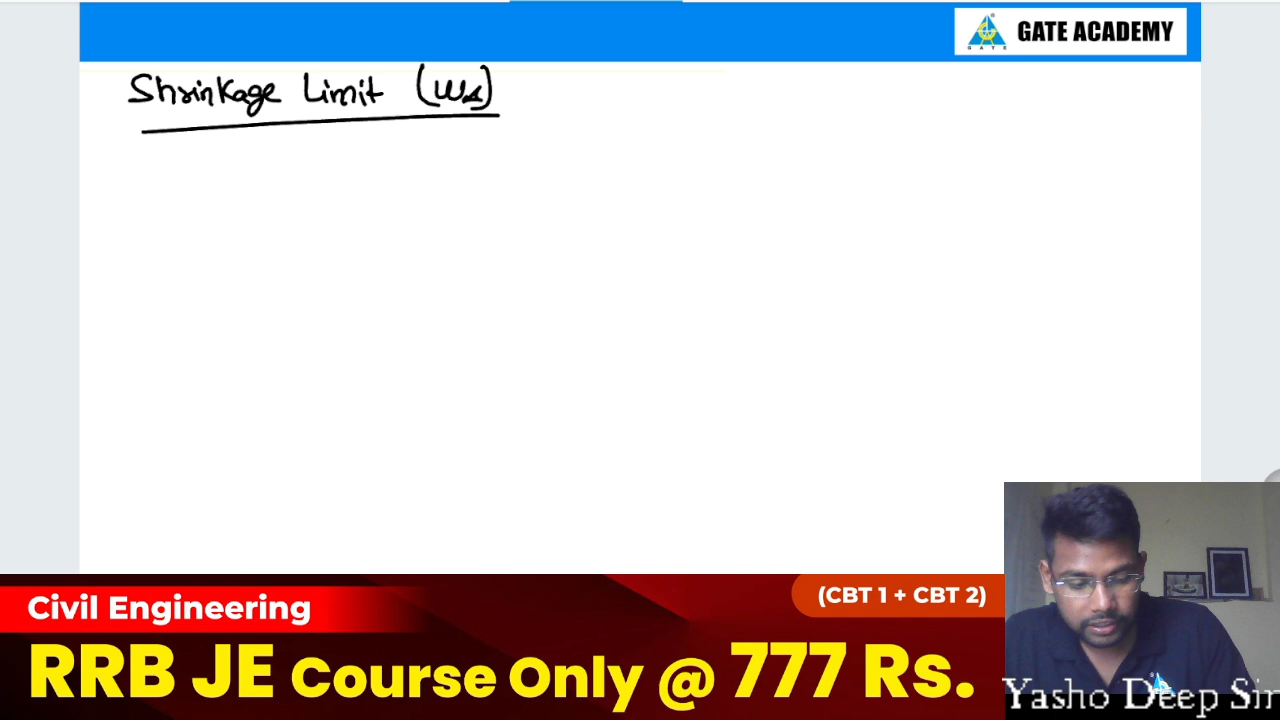 GATE ACADEMY
GATE
Shrinkage Limit (ws)
Civil Engineering
(CBT 1 + CBT 2)
RRB JE Course Only @ 777 Rs.
Yasho Deep Sir